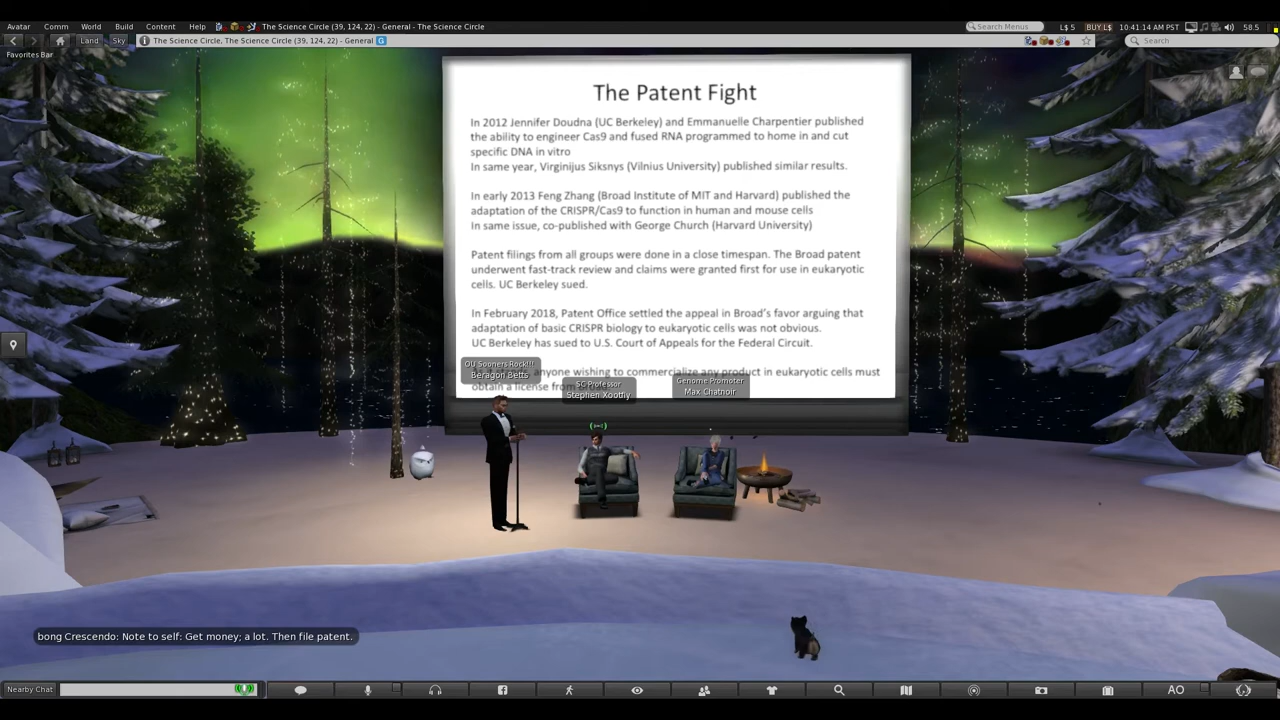 Avatar Comm World Build Content Help The Science Circle (39, 124, 22) - General - The Science Circle Search Menus L$ 5 BUY L$ 10:41:14 AM PST 58.5
Land Sky The Science Circle, The Science Circle (39, 124, 22) - General G Search
Favorites Bar
The Patent Fight
In 2012 Jennifer Doudna (UC Berkeley) and Emmanuelle Charpentier published
the ability to engineer Cas9 and fused RNA programmed to home in and cut
specific DNA in vitro
In same year, Virginijus Siksnys (Vilnius University) published similar results.
In early 2013 Feng Zhang (Broad Institute of MIT and Harvard) published the
adaptation of the CRISPR/Cas9 to function in human and mouse cells
In same issue, co-published with George Church (Harvard University)
Patent filings from all groups were done in a close timespan. The Broad patent
underwent fast-track review and claims were granted first for use in eukaryotic
cells. UC Berkeley sued.
In February 2018, Patent Office settled the appeal in Broad's favor arguing that
adaptation of basic CRISPR biology to eukaryotic cells was not obvious.
UC Berkeley has sued to U.S. Court of Appeals for the Federal Circuit.
anyone wishing to commercialize any product in eukaryotic cells must
obtain a license from
OU Sooners Rock!!!
Beragon Betts
SC Professor
Stephen Xootfly
Genome Promoter
Max Chatnoir
bong Crescendo: Note to self: Get money; a lot. Then file patent.
Nearby Chat AO